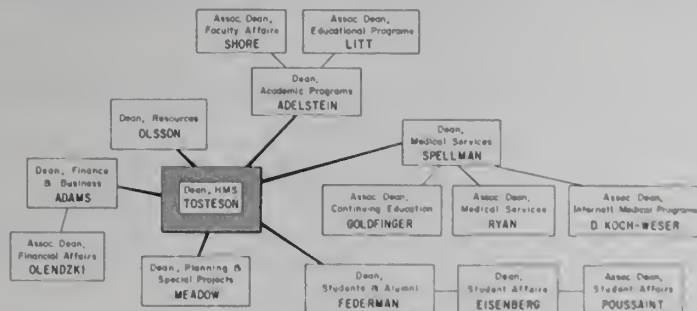 Assoc. Dean,
Faculty Affairs
SHORE
Assoc. Dean,
Educational Programs
LITT
Dean,
Academic Programs
ADELSTEIN
Dean, Resources
OLSSON
Dean,
Medical Services
SPELLMAN
Dean, Finance
& Business
ADAMS
Dean, HMS
TOSTESON
Assoc. Dean,
Continuing Education
GOLDFINGER
Assoc. Dean,
Medical Services
RYAN
Assoc. Dean,
Internatl Medical Programs
D. KOCH-WESER
Assoc. Dean,
Financial Affairs
OLENDZKI
Dean, Planning &
Special Projects
MEADOW
Dean,
Students & Alumni
FEDERMAN
Dean,
Student Affairs
EISENBERG
Assoc. Dean,
Student Affairs
POUSSAINT